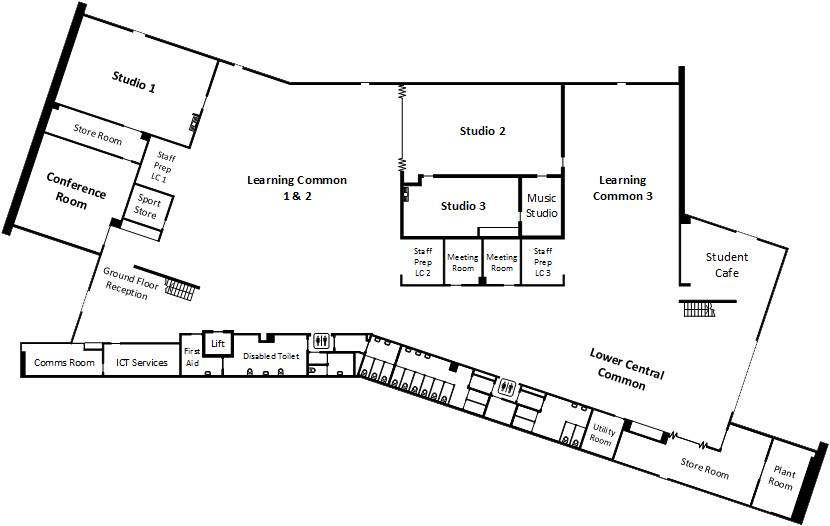 Studio 1
Store Room
Staff
Prep
LC 1
Conference
Room
Sport
Store
Learning Common
1 & 2
Studio 2
Studio 3
Music
Studio
Learning
Common 3
Staff
Prep
LC 2
Meeting
Room
Meeting
Room
Staff
Prep
LC 3
Student
Cafe
Ground Floor
Reception
Comms Room
ICT Services
First
Aid
Lift
Disabled Toilet
Lower Central
Common
Utility
Room
Store Room
Plant
Room